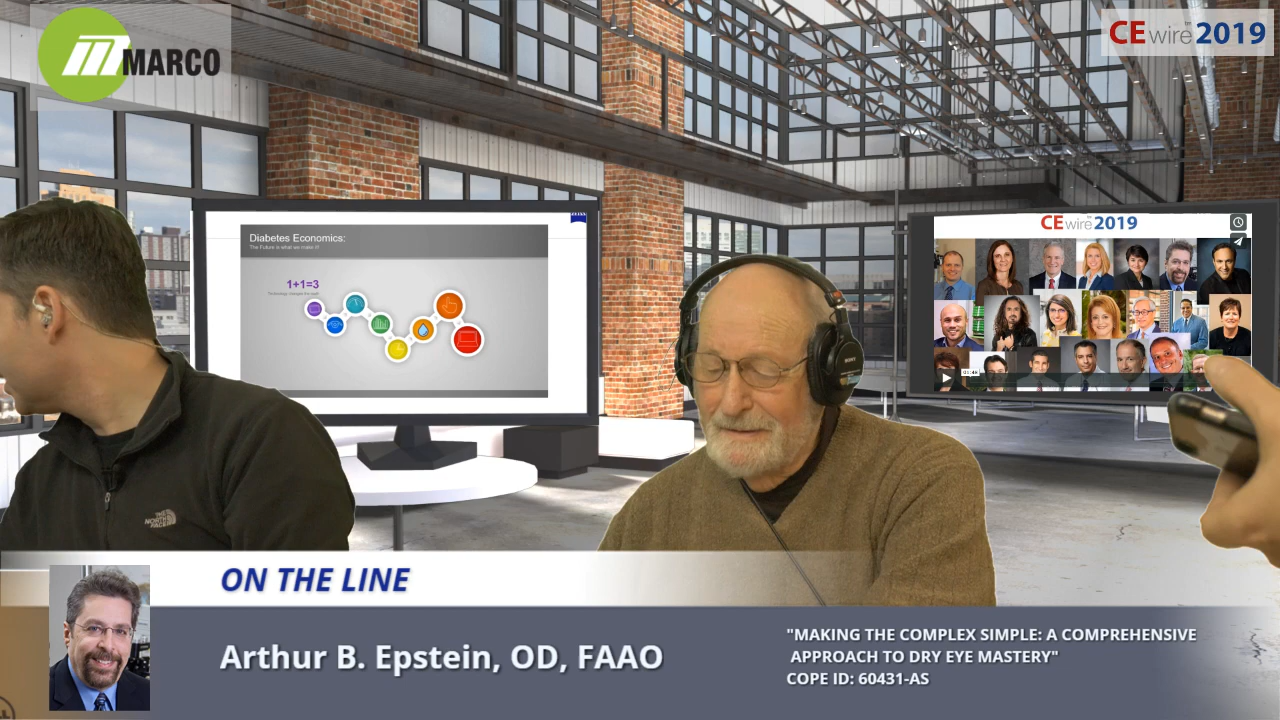 MARCO
CEwire™2019
Diabetes Economics:
The Future is what we make it!
1+1=3
CEwire2019
SONY
THE
NORTH
FACE
ON THE LINE
Arthur B. Epstein, OD, FAAO
"MAKING THE COMPLEX SIMPLE: A COMPREHENSIVE
APPROACH TO DRY EYE MASTERY"
COPE ID: 60431-AS